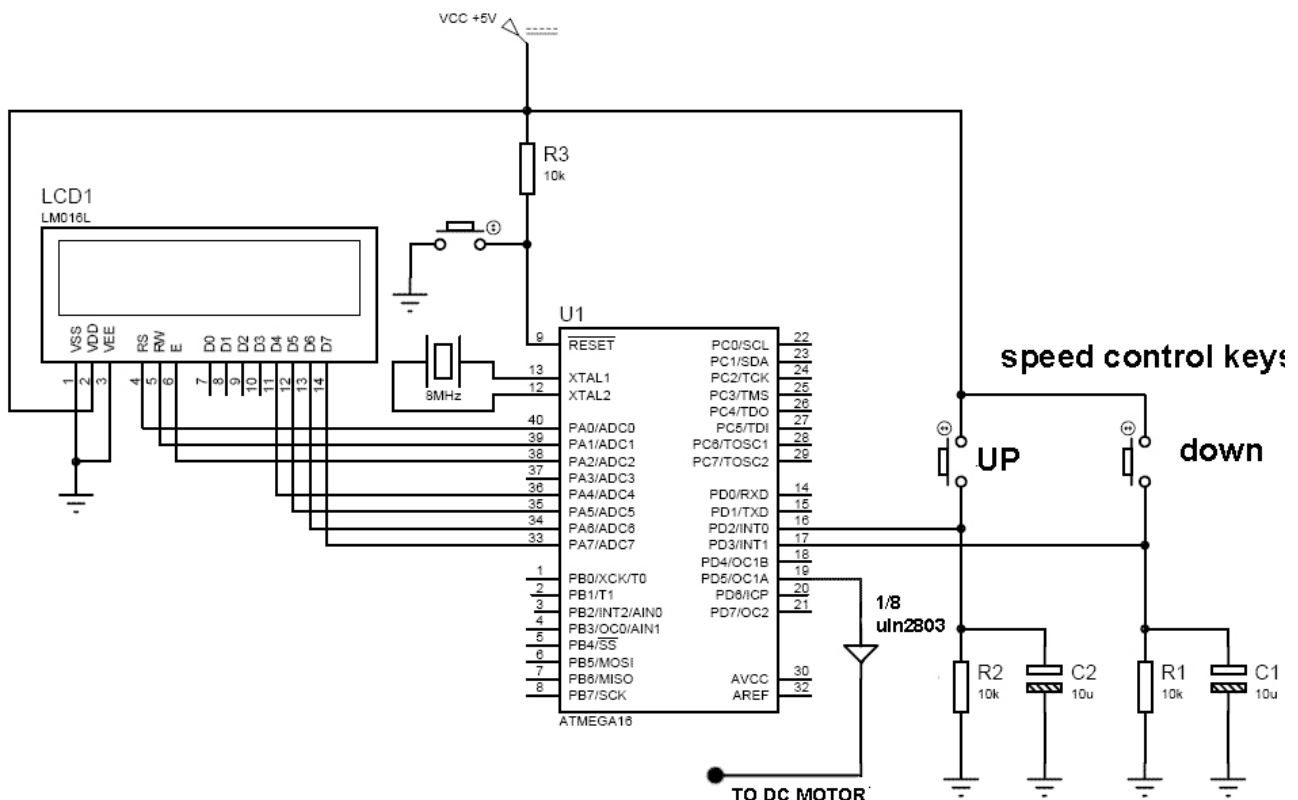 VCC +5V
R3
10k
LCD1
LM016L
VSS
VDD
VEE
RS
RW
E
D0
D1
D2
D3
D4
D5
D6
D7
1
2
3
4
5
6
7
8
9
10
11
12
13
14
8MHz
U1
9 RESET
13 XTAL1
12 XTAL2
40 PA0/ADC0
39 PA1/ADC1
38 PA2/ADC2
37 PA3/ADC3
36 PA4/ADC4
35 PA5/ADC5
34 PA6/ADC6
33 PA7/ADC7
1 PB0/XCK/T0
2 PB1/T1
3 PB2/INT2/AIN0
4 PB3/OC0/AIN1
5 PB4/SS
6 PB5/MOSI
7 PB6/MISO
8 PB7/SCK
PC0/SCL 22
PC1/SDA 23
PC2/TCK 24
PC3/TMS 25
PC4/TDO 26
PC5/TDI 27
PC6/TOSC1 28
PC7/TOSC2 29
PD0/RXD 14
PD1/TXD 15
PD2/INT0 16
PD3/INT1 17
PD4/OC1B 18
PD5/OC1A 19
PD6/ICP 20
PD7/OC2 21
AVCC 30
AREF 32
ATMEGA16
speed control keys
UP
down
1/8
uln2803
R2
10k
C2
10u
R1
10k
C1
10u
TO DC MOTOR